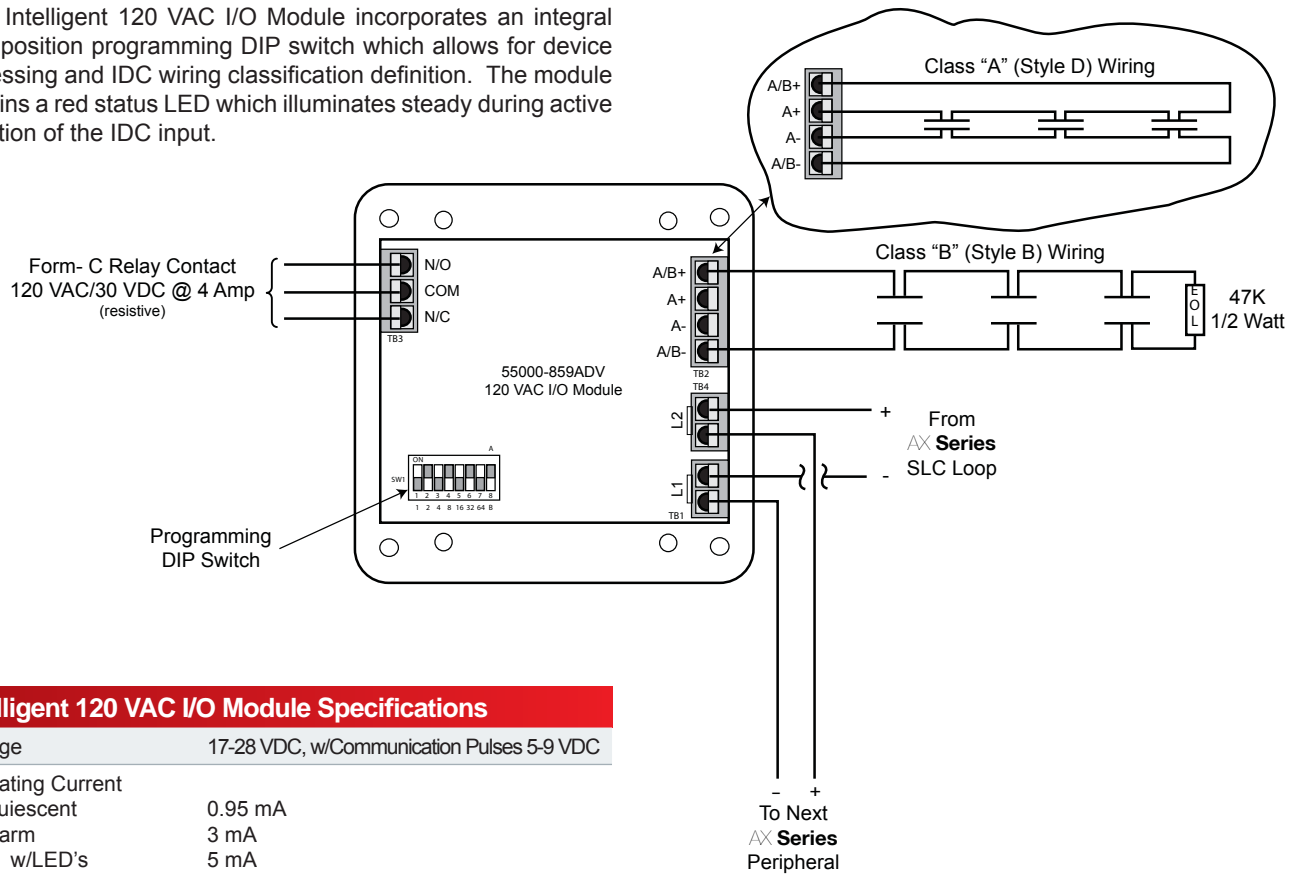 Intelligent 120 VAC I/O Module incorporates an integral
position programming DIP switch which allows for device
essing and IDC wiring classification definition. The module
ins a red status LED which illuminates steady during active
tion of the IDC input.
Class “A” (Style D) Wiring
A/B+
A+
A-
A/B-
Class “B” (Style B) Wiring
Form- C Relay Contact
120 VAC/30 VDC @ 4 Amp
(resistive)
N/O
COM
N/C
TB3
A/B+
A+
A-
A/B-
TB2
TB4
EOL
47K
1/2 Watt
55000-859ADV
120 VAC I/O Module
L2
L1
TB1
+
From
AX Series
SLC Loop
-
A
ON
SW1
1 2 3 4 5 6 7 8
1 2 4 8 16 32 64 B
Programming
DIP Switch
– +
To Next
AX Series
Peripheral
lligent 120 VAC I/O Module Specifications
ge 17-28 VDC, w/Communication Pulses 5-9 VDC
ating Current
uiescent 0.95 mA
arm 3 mA
w/LED’s 5 mA